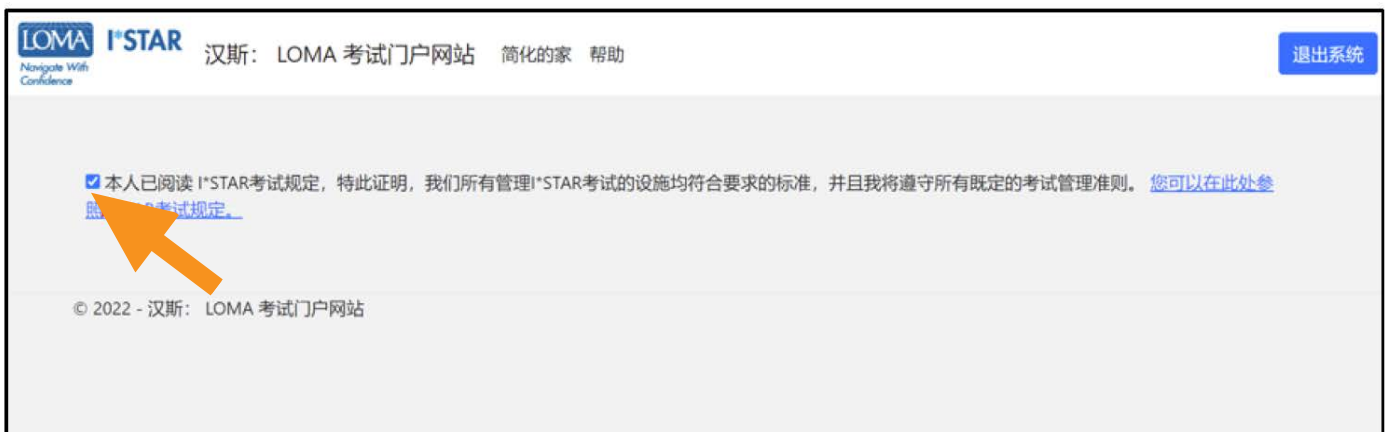 LOMA I*STAR
Navigate With
Confidence
汉斯： LOMA 考试门户网站 简化的家 帮助
退出系统
本人已阅读 I*STAR考试规定，特此证明，我们所有管理I*STAR考试的设施均符合要求的标准，并且我将遵守所有既定的考试管理准则。 您可以在此处参
照 考试规定。
© 2022 - 汉斯： LOMA 考试门户网站